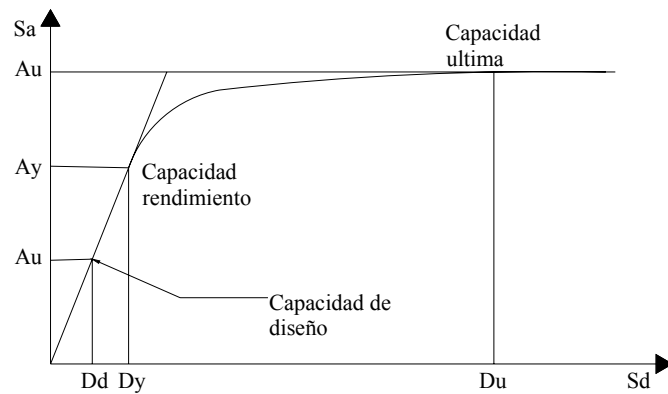 Sa
Capacidad
ultima
Au
Ay
Capacidad
rendimiento
Au
Capacidad de
diseño
Dd Dy Du Sd